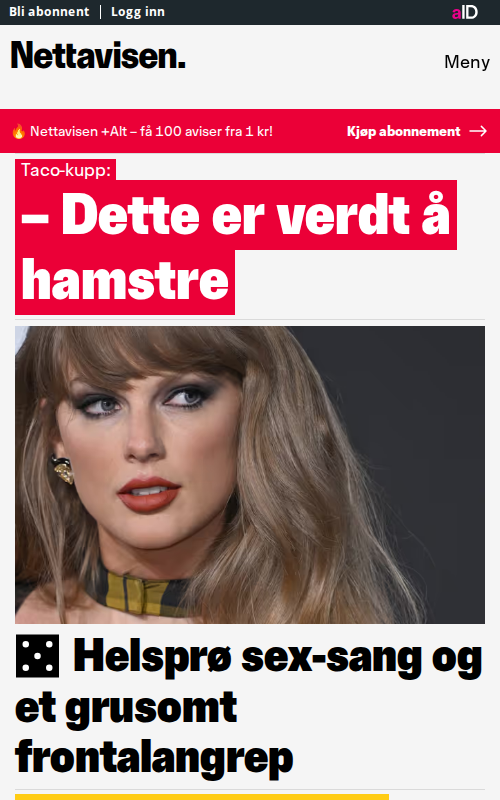 Bli abonnent | Logg inn
aID
Nettavisen.
Meny
🔥 Nettavisen +Alt – få 100 aviser fra 1 kr!
Kjøp abonnement →
Taco-kupp:
– Dette er verdt å
hamstre
Helsprø sex-sang og
et grusomt
frontalangrep